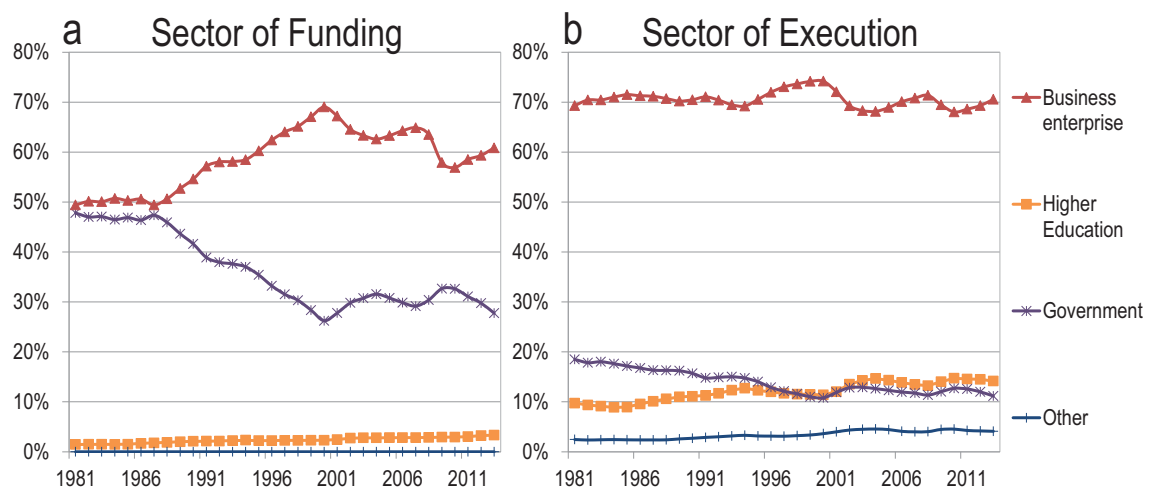 a Sector of Funding
80%
70%
60%
50%
40%
30%
20%
10%
0%
1981 1986 1991 1996 2001 2006 2011
b Sector of Execution
80%
70%
60%
50%
40%
30%
20%
10%
0%
1981 1986 1991 1996 2001 2006 2011
Business
enterprise
Higher
Education
Government
Other